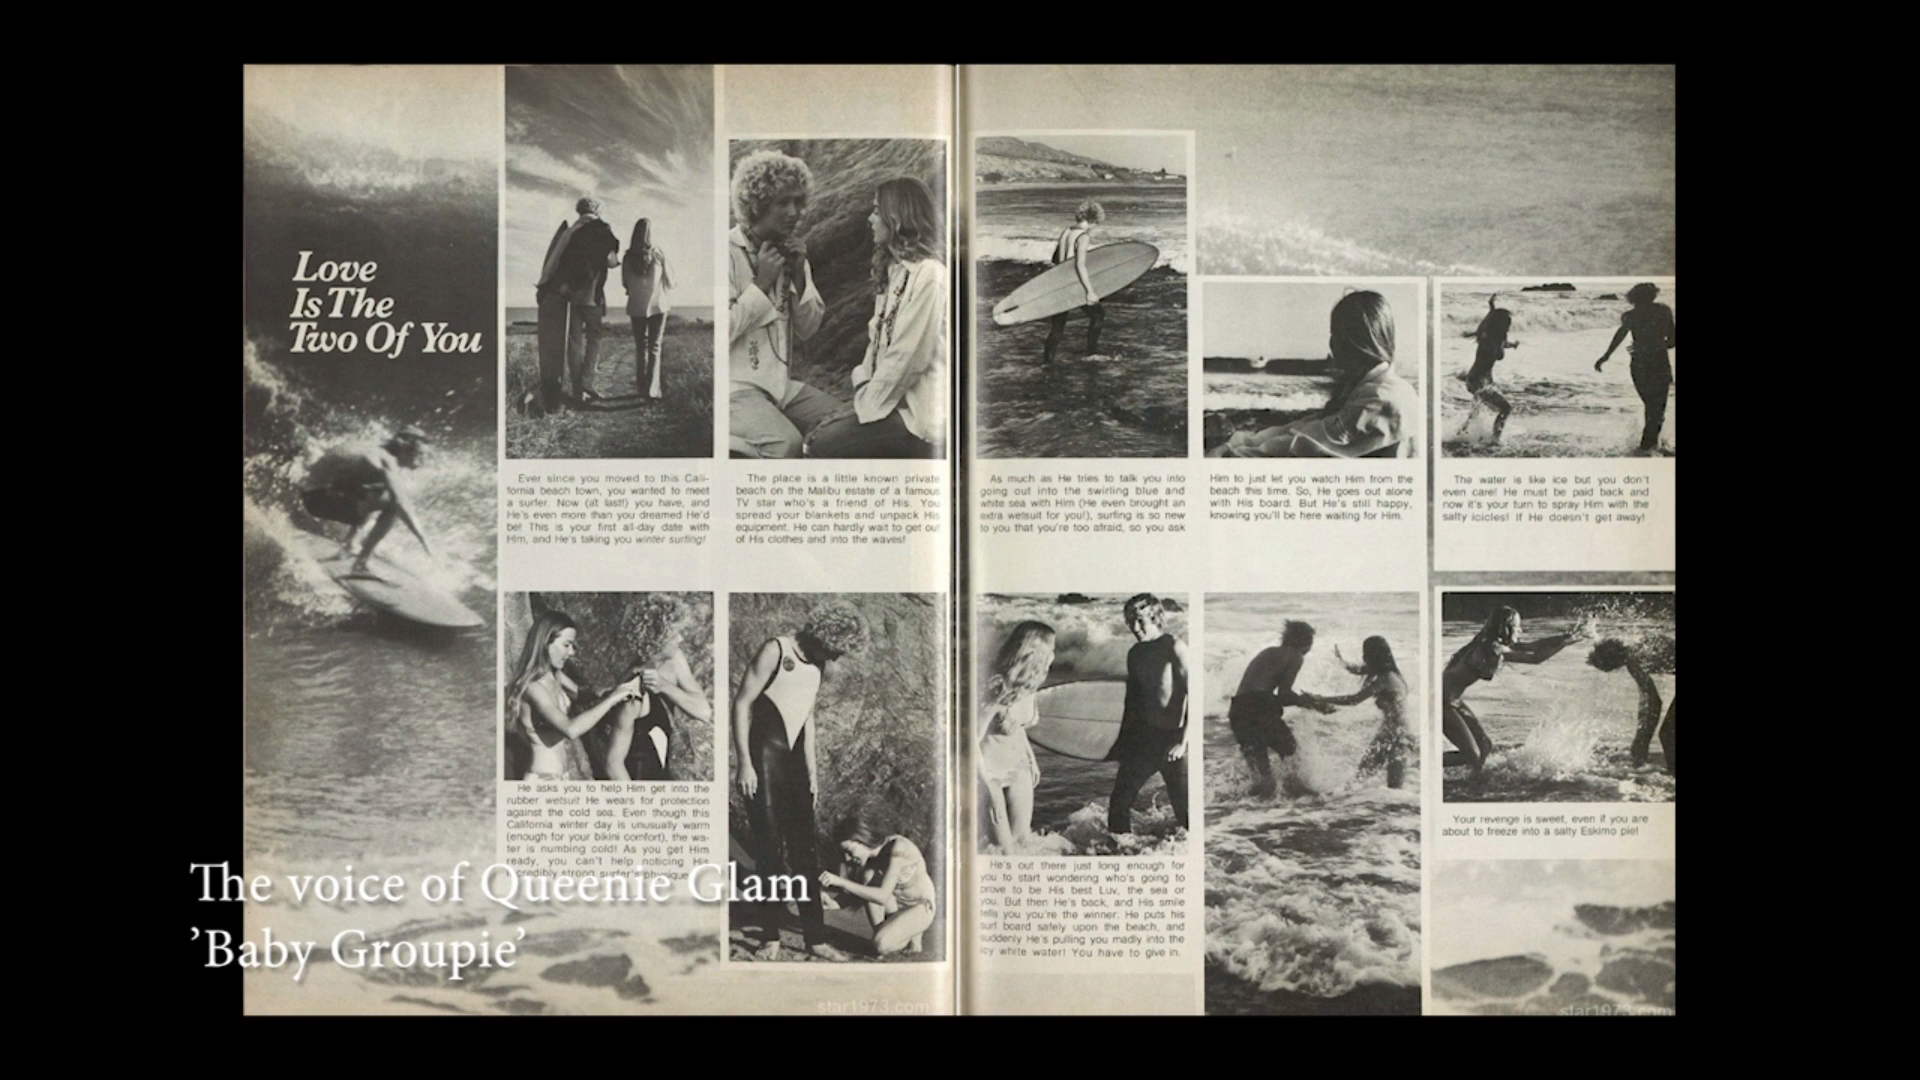 Love
Is The
Two Of You
Ever since you moved to this Cali-
fornia beach town, you wanted to meet
a surfer. Now (at last!) you have, and
He's even more than you dreamed He'd
be! This is your first all-day date with
Him, and He's taking you winter surfing!
The place is a little known private
beach on the Malibu estate of a famous
TV star who's a friend of His. You
spread your blankets and unpack His
equipment. He can hardly wait to get out
of His clothes and into the waves!
He asks you to help Him get into the
rubber wetsuit He wears for protection
against the cold sea. Even though this
California winter day is unusually warm
(enough for your bikini comfort), the wa-
ter is numbing cold! As you get Him
ready, you can't help noticing His
incredibly strong surfer's physique
As much as He tries to talk you into
going out into the swirling blue and
white sea with Him (He even brought an
extra wetsuit for you!), surfing is so new
to you that you're too afraid, so you ask
Him to just let you watch Him from the
beach this time. So, He goes out alone
with His board. But He's still happy,
knowing you'll be here waiting for Him.
He's out there just long enough for
you to start wondering who's going to
prove to be His best Luv, the sea or
you. But then He's back, and His smile
tells you you're the winner. He puts his
surf board safely upon the beach, and
suddenly He's pulling you madly into the
icy white water! You have to give in.
The water is like ice but you don't
even care! He must be paid back and
now it's your turn to spray Him with the
salty icicles! If He doesn't get away!
Your revenge is sweet, even if you are
about to freeze into a salty Eskimo pie!
The voice of Queenie Glam
'Baby Groupie'
star1973.com
star1973.com